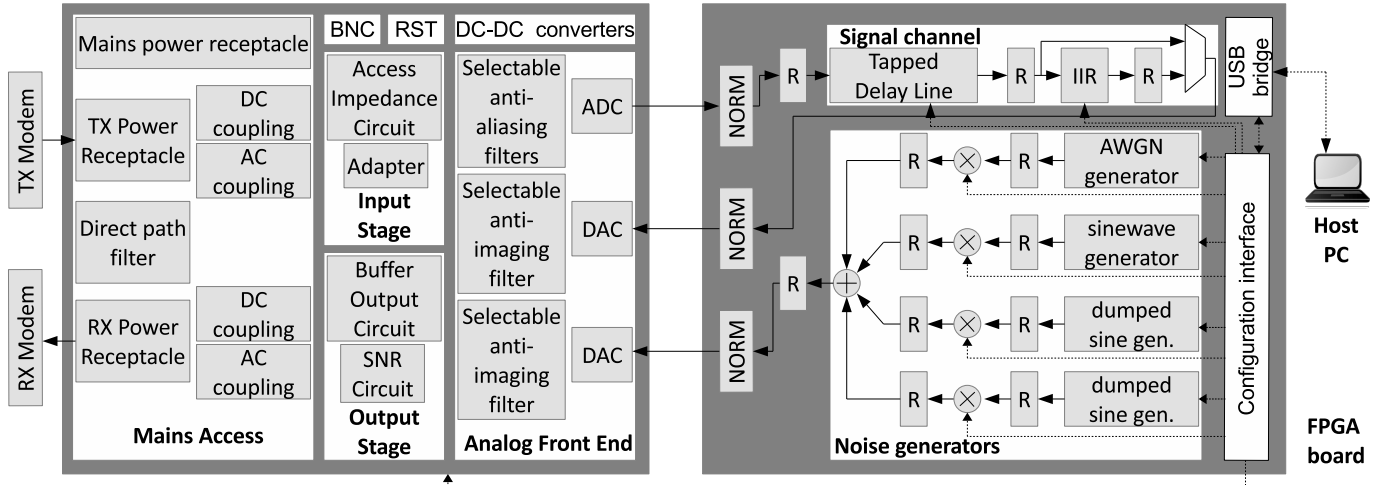 TX Modem
RX Modem
Mains power receptacle
TX Power
Receptacle
DC
coupling
AC
coupling
Direct path
filter
RX Power
Receptacle
DC
coupling
AC
coupling
Mains Access
BNC
RST
DC-DC converters
Access
Impedance
Circuit
Adapter
Input
Stage
Buffer
Output
Circuit
SNR
Circuit
Output
Stage
Selectable
anti-
aliasing
filters
ADC
Selectable
anti-
imaging
filter
DAC
Selectable
anti-
imaging
filter
DAC
Analog Front End
NORM
NORM
NORM
R
R
Signal channel
Tapped
Delay Line
R
IIR
R
USB
bridge
R
R
AWGN
generator
R
R
sinewave
generator
R
R
dumped
sine gen.
R
R
dumped
sine gen.
Noise generators
Configuration interface
Host
PC
FPGA
board